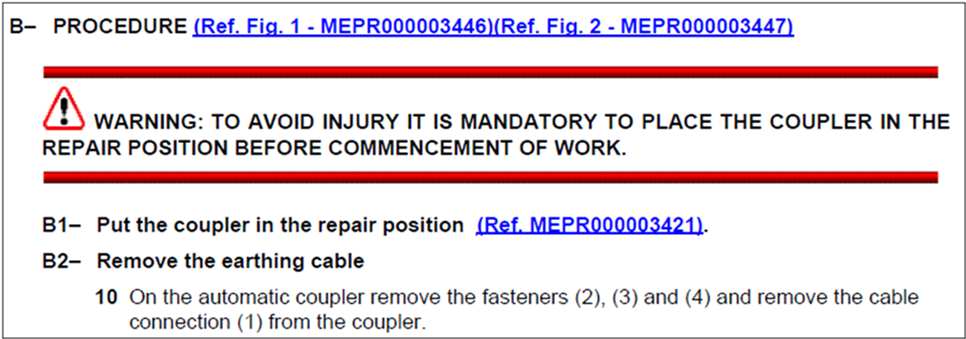 B– PROCEDURE (Ref. Fig. 1 - MEPR000003446)(Ref. Fig. 2 - MEPR000003447)
WARNING: TO AVOID INJURY IT IS MANDATORY TO PLACE THE COUPLER IN THE
REPAIR POSITION BEFORE COMMENCEMENT OF WORK.
B1– Put the coupler in the repair position (Ref. MEPR000003421).
B2– Remove the earthing cable
10 On the automatic coupler remove the fasteners (2), (3) and (4) and remove the cable
connection (1) from the coupler.